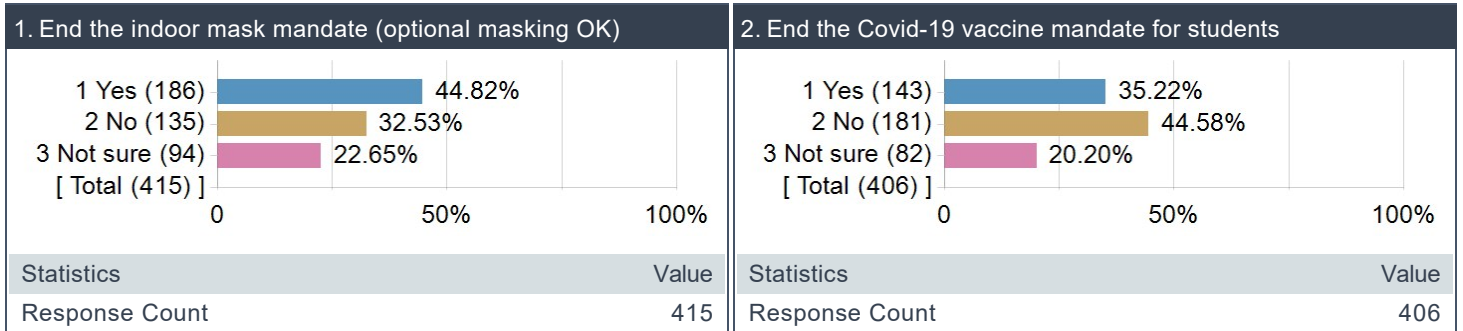 1. End the indoor mask mandate (optional masking OK)
1 Yes (186) 44.82%
2 No (135) 32.53%
3 Not sure (94) 22.65%
[ Total (415) ]
0 50% 100%
Statistics Value
Response Count 415
2. End the Covid-19 vaccine mandate for students
1 Yes (143) 35.22%
2 No (181) 44.58%
3 Not sure (82) 20.20%
[ Total (406) ]
0 50% 100%
Statistics Value
Response Count 406